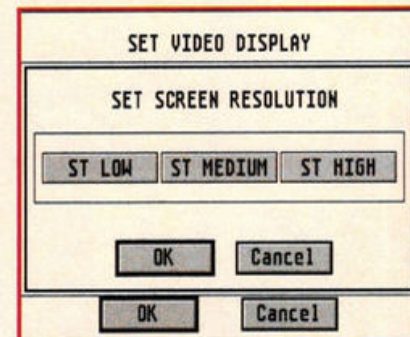 SET VIDEO DISPLAY
SET SCREEN RESOLUTION
ST LOW ST MEDIUM ST HIGH
OK Cancel
OK Cancel